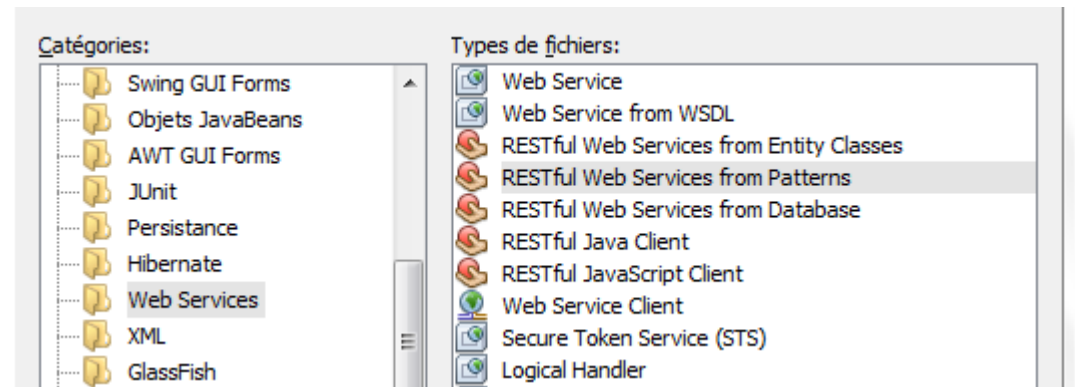 Catégories:
Swing GUI Forms
Objets JavaBeans
AWT GUI Forms
JUnit
Persistance
Hibernate
Web Services
XML
GlassFish
Types de fichiers:
Web Service
Web Service from WSDL
RESTful Web Services from Entity Classes
RESTful Web Services from Patterns
RESTful Web Services from Database
RESTful Java Client
RESTful JavaScript Client
Web Service Client
Secure Token Service (STS)
Logical Handler